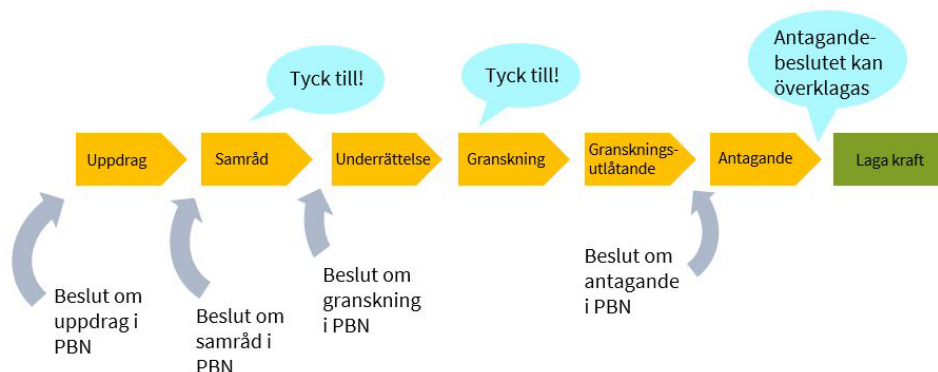 Tyck till!
Tyck till!
Antagande-
beslutet kan
överklagas
Uppdrag
Samråd
Underrättelse
Granskning
Gransknings-
utlåtande
Antagande
Laga kraft
Beslut om
uppdrag i
PBN
Beslut om
samråd i
PBN
Beslut om
granskning
i PBN
Beslut om
antagande
i PBN